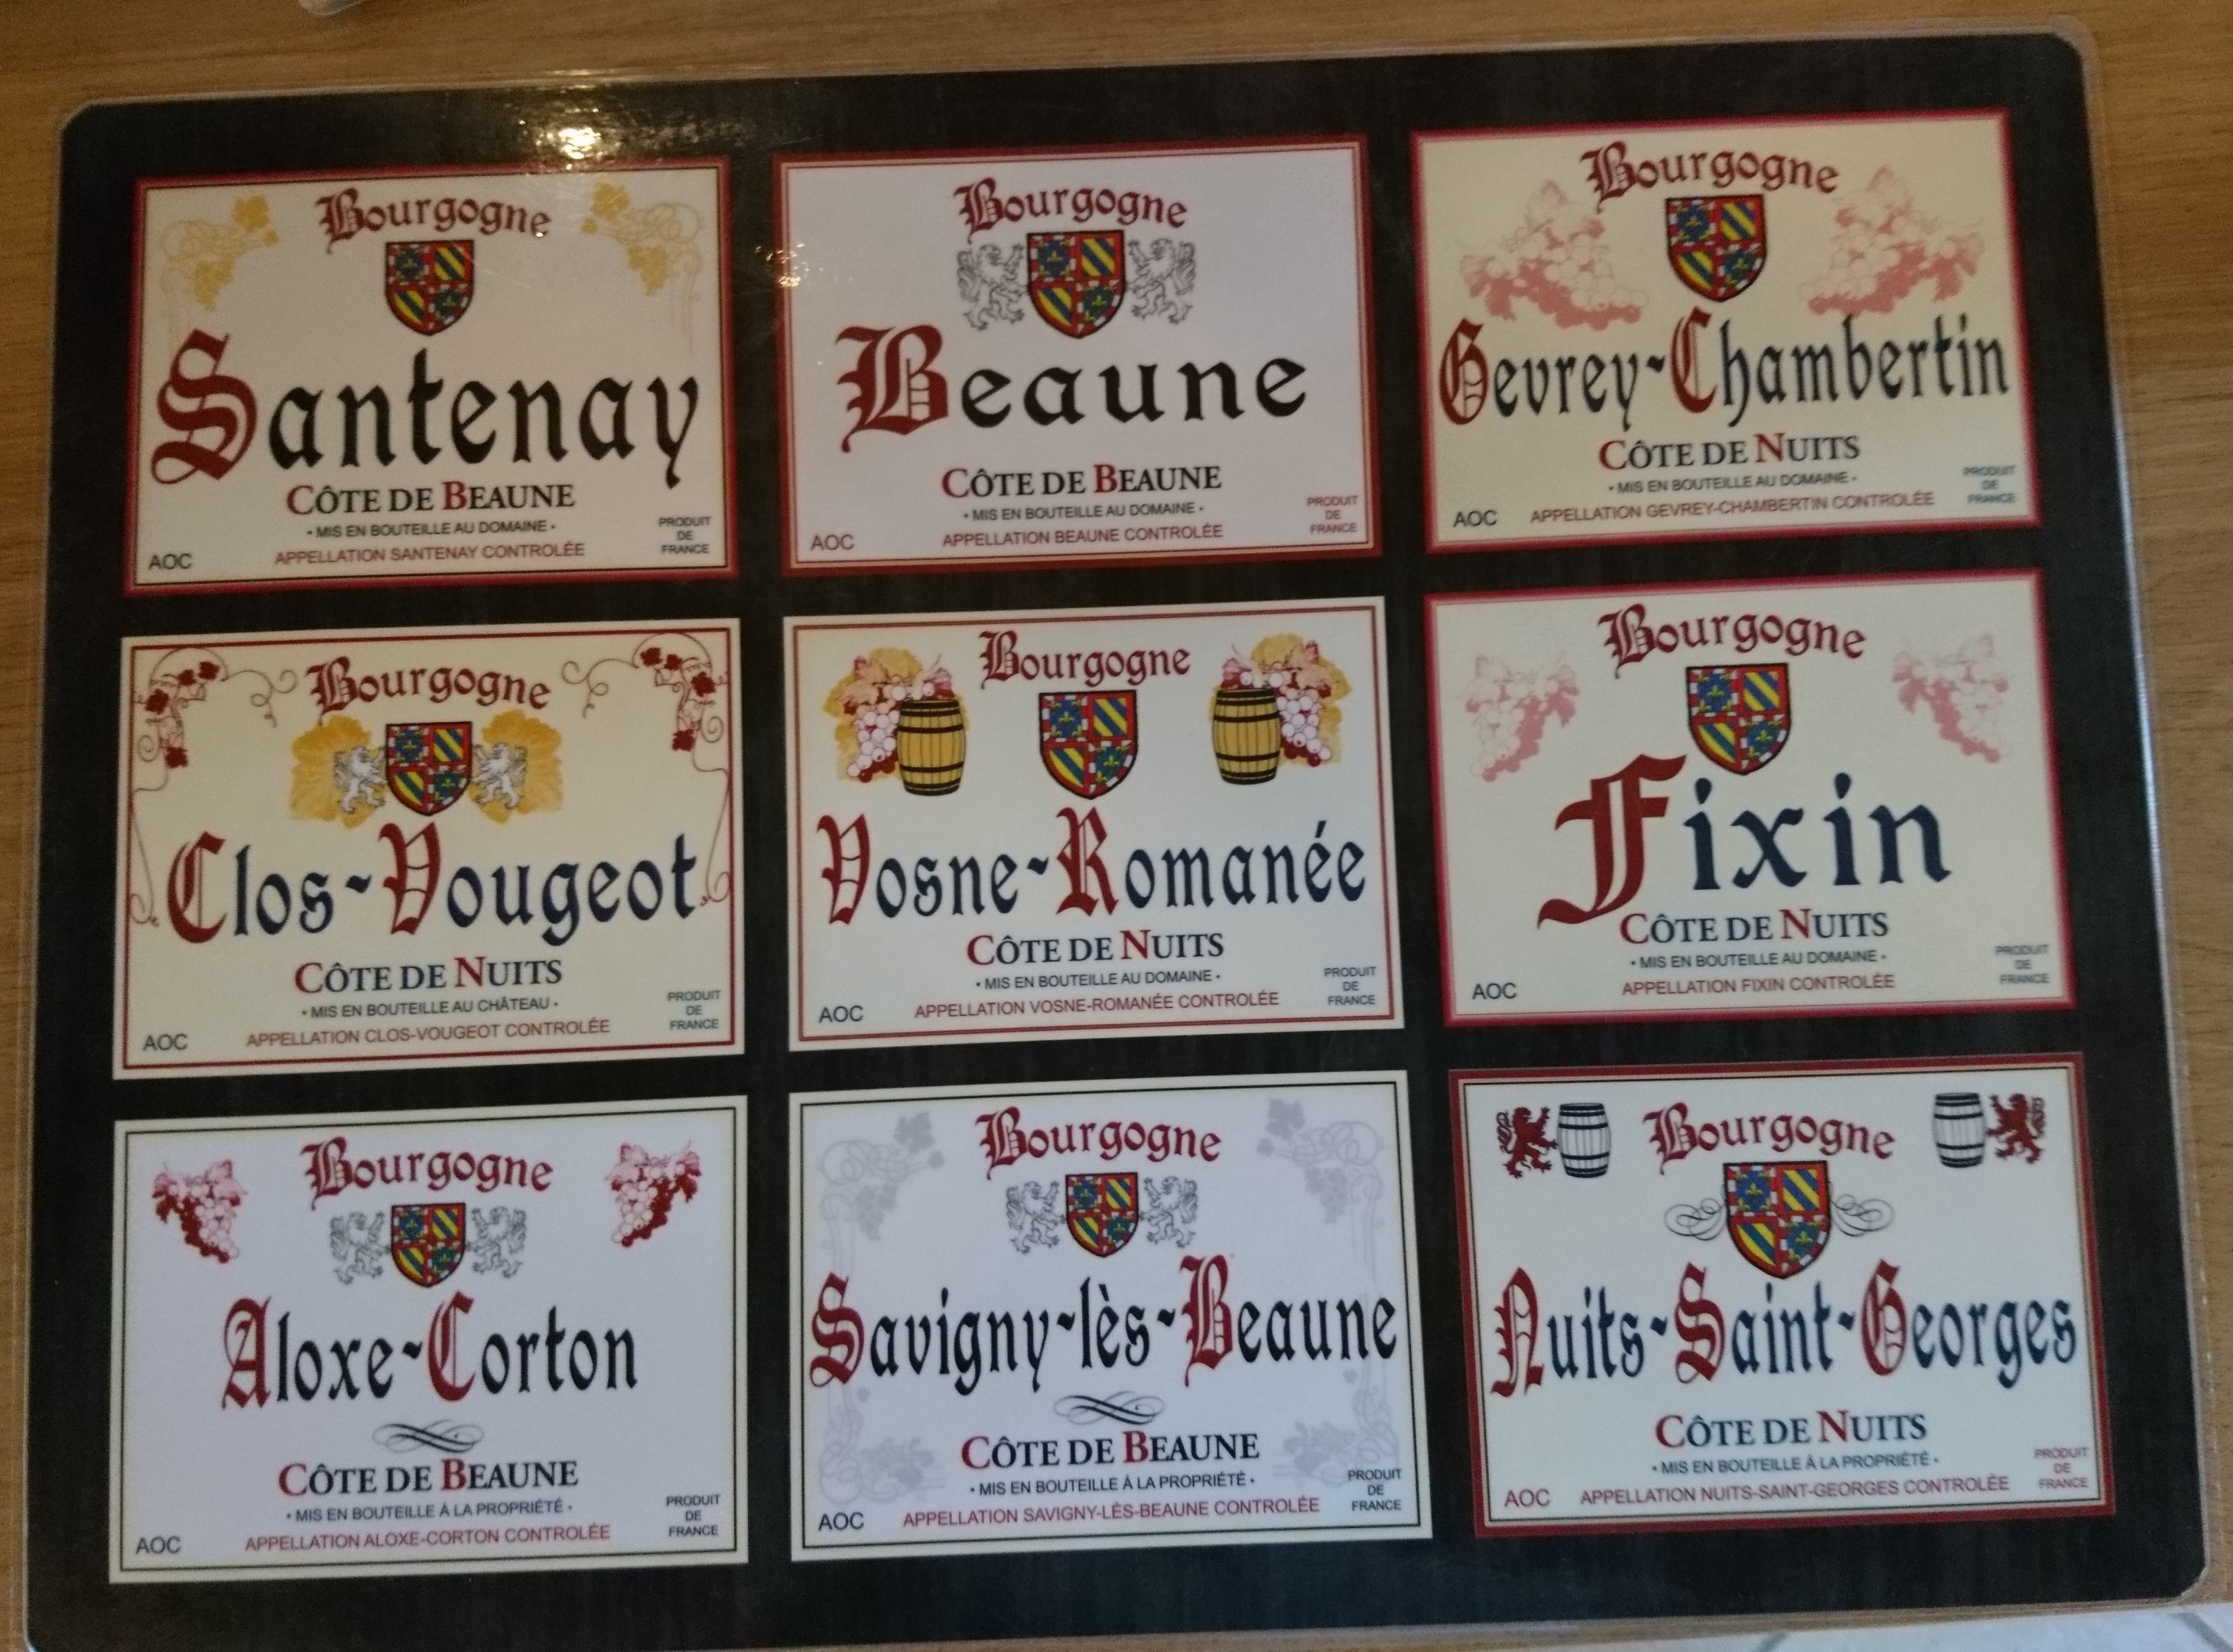 Bourgogne
Santenay
CÔTE DE BEAUNE
• MIS EN BOUTEILLE AU DOMAINE •
APPELLATION SANTENAY CONTROLÉE
AOC
PRODUIT
DE
FRANCE
Bourgogne
Beaune
CÔTE DE BEAUNE
• MIS EN BOUTEILLE AU DOMAINE •
APPELLATION BEAUNE CONTROLÉE
AOC
PRODUIT
DE
FRANCE
Bourgogne
Gevrey-Chambertin
CÔTE DE NUITS
• MIS EN BOUTEILLE AU DOMAINE •
APPELLATION GEVREY-CHAMBERTIN CONTROLÉE
AOC
PRODUIT
DE
FRANCE
Bourgogne
Clos-Vougeot
CÔTE DE NUITS
• MIS EN BOUTEILLE AU CHÂTEAU •
APPELLATION CLOS-VOUGEOT CONTROLÉE
AOC
PRODUIT
DE
FRANCE
Bourgogne
Vosne-Romanée
CÔTE DE NUITS
• MIS EN BOUTEILLE AU DOMAINE •
APPELLATION VOSNE-ROMANÉE CONTROLÉE
AOC
PRODUIT
DE
FRANCE
Bourgogne
Fixin
CÔTE DE NUITS
• MIS EN BOUTEILLE AU DOMAINE •
APPELLATION FIXIN CONTROLÉE
AOC
PRODUIT
DE
FRANCE
Bourgogne
Aloxe-Corton
CÔTE DE BEAUNE
• MIS EN BOUTEILLE À LA PROPRIÉTÉ •
APPELLATION ALOXE-CORTON CONTROLÉE
AOC
PRODUIT
DE
FRANCE
Bourgogne
Savigny-lès-Beaune
CÔTE DE BEAUNE
• MIS EN BOUTEILLE À LA PROPRIÉTÉ •
APPELLATION SAVIGNY-LÈS-BEAUNE CONTROLÉE
AOC
PRODUIT
DE
FRANCE
Bourgogne
Nuits-Saint-Georges
CÔTE DE NUITS
• MIS EN BOUTEILLE À LA PROPRIÉTÉ •
APPELLATION NUITS-SAINT-GEORGES CONTROLÉE
AOC
PRODUIT
DE
FRANCE